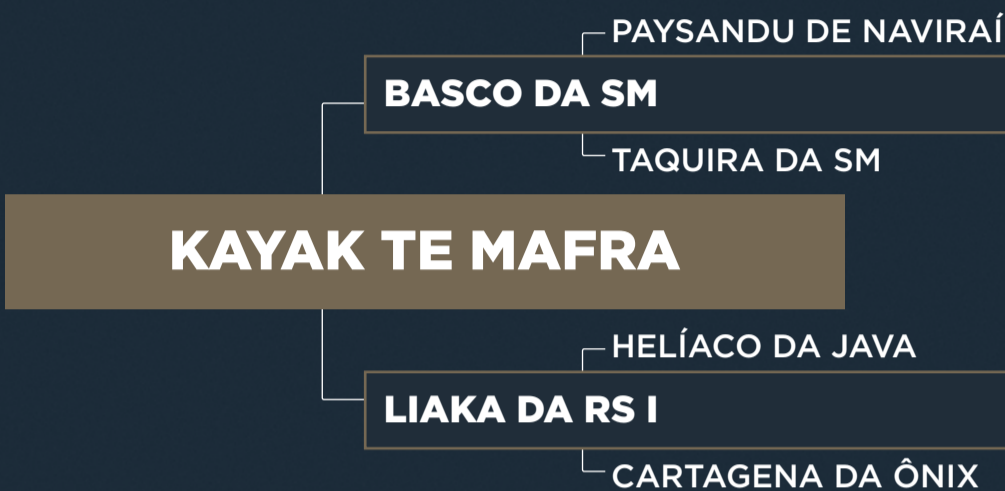 PAYSANDU DE NAVIRAÍ
BASCO DA SM
TAQUIRA DA SM
KAYAK TE MAFRA
HELÍACO DA JAVA
LIAKA DA RS I
CARTAGENA DA ÔNIX